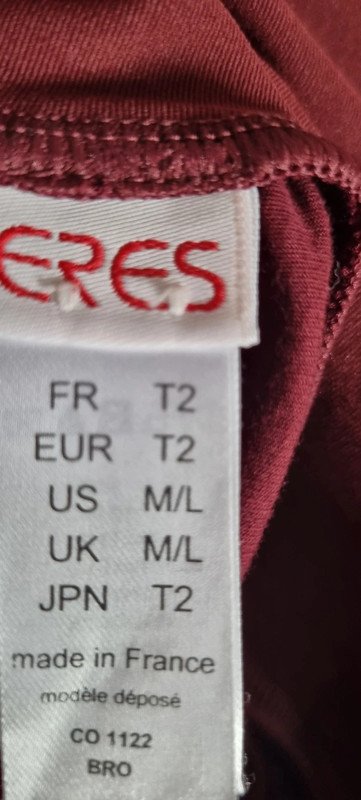 ERES
FR T2
EUR T2
US M/L
UK M/L
JPN T2
made in France
modèle déposé
CO 1122
BRO